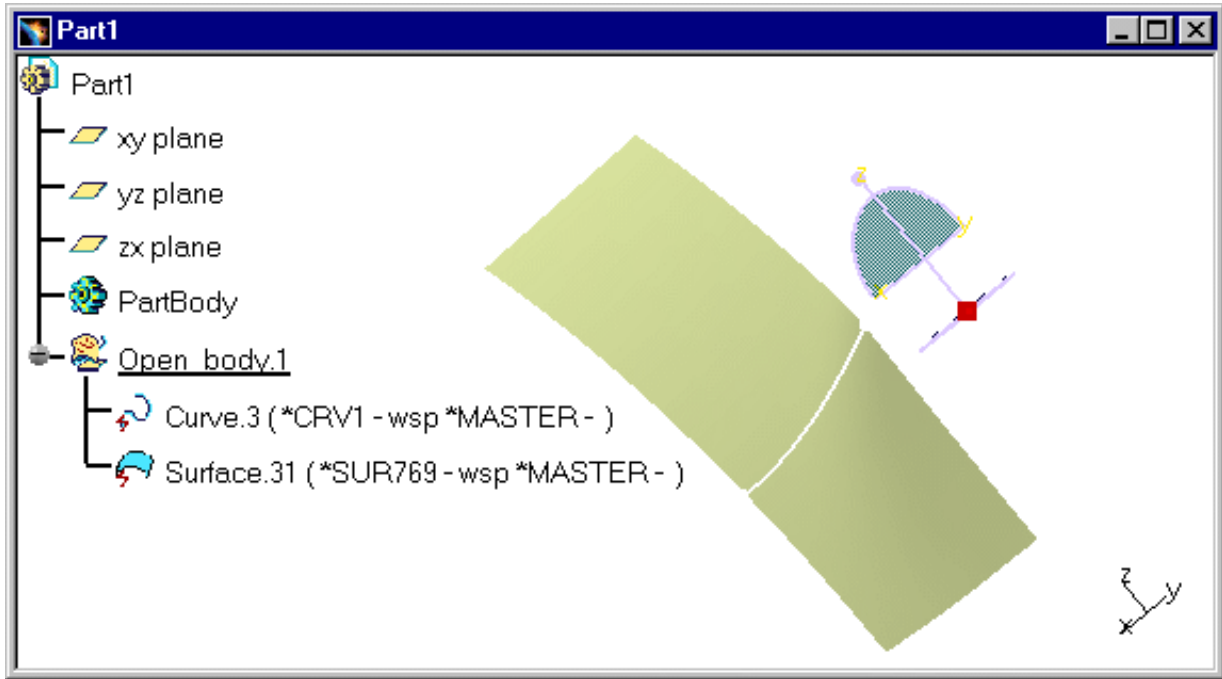 Part1
Part1
xy plane
yz plane
zx plane
PartBody
Open_body.1
Curve.3 ( *CRV1 - wsp *MASTER - )
Surface.31 ( *SUR769 - wsp *MASTER - )
z
y
x
z
y
x